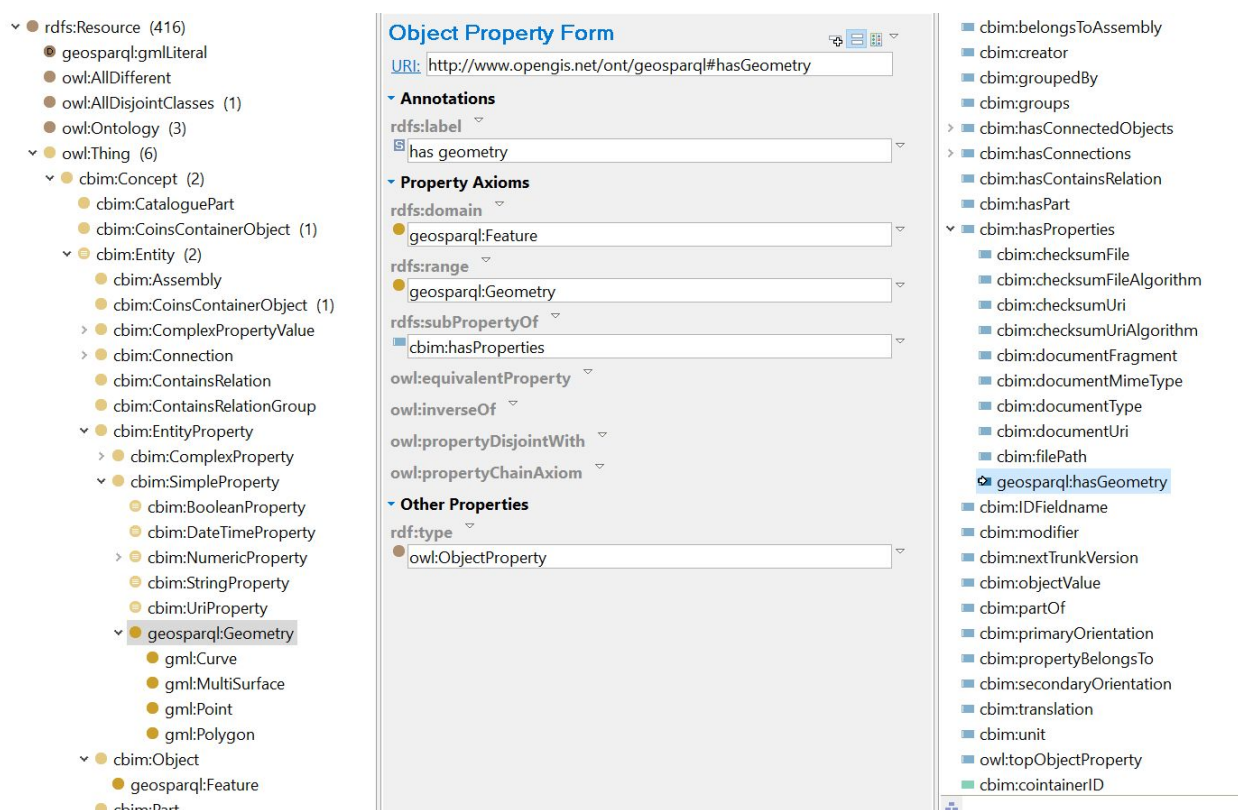 rdfs:Resource (416)
geosparql:gmlLiteral
owl:AllDifferent
owl:AllDisjointClasses (1)
owl:Ontology (3)
owl:Thing (6)
cbim:Concept (2)
cbim:CataloguePart
cbim:CoinsContainerObject (1)
cbim:Entity (2)
cbim:Assembly
cbim:CoinsContainerObject (1)
cbim:ComplexPropertyValue
cbim:Connection
cbim:ContainsRelation
cbim:ContainsRelationGroup
cbim:EntityProperty
cbim:ComplexProperty
cbim:SimpleProperty
cbim:BooleanProperty
cbim:DateTimeProperty
cbim:NumericProperty
cbim:StringProperty
cbim:UriProperty
geosparql:Geometry
gml:Curve
gml:MultiSurface
gml:Point
gml:Polygon
cbim:Object
geosparql:Feature
cbim:Part
Object Property Form
URI: http://www.opengis.net/ont/geosparql#hasGeometry
Annotations
rdfs:label
S has geometry
Property Axioms
rdfs:domain
geosparql:Feature
rdfs:range
geosparql:Geometry
rdfs:subPropertyOf
cbim:hasProperties
owl:equivalentProperty
owl:inverseOf
owl:propertyDisjointWith
owl:propertyChainAxiom
Other Properties
rdf:type
owl:ObjectProperty
cbim:belongsToAssembly
cbim:creator
cbim:groupedBy
cbim:groups
cbim:hasConnectedObjects
cbim:hasConnections
cbim:hasContainsRelation
cbim:hasPart
cbim:hasProperties
cbim:checksumFile
cbim:checksumFileAlgorithm
cbim:checksumUri
cbim:checksumUriAlgorithm
cbim:documentFragment
cbim:documentMimeType
cbim:documentType
cbim:documentUri
cbim:filePath
geosparql:hasGeometry
cbim:IDFieldname
cbim:modifier
cbim:nextTrunkVersion
cbim:objectValue
cbim:partOf
cbim:primaryOrientation
cbim:propertyBelongsTo
cbim:secondaryOrientation
cbim:translation
cbim:unit
owl:topObjectProperty
cbim:cointainerID